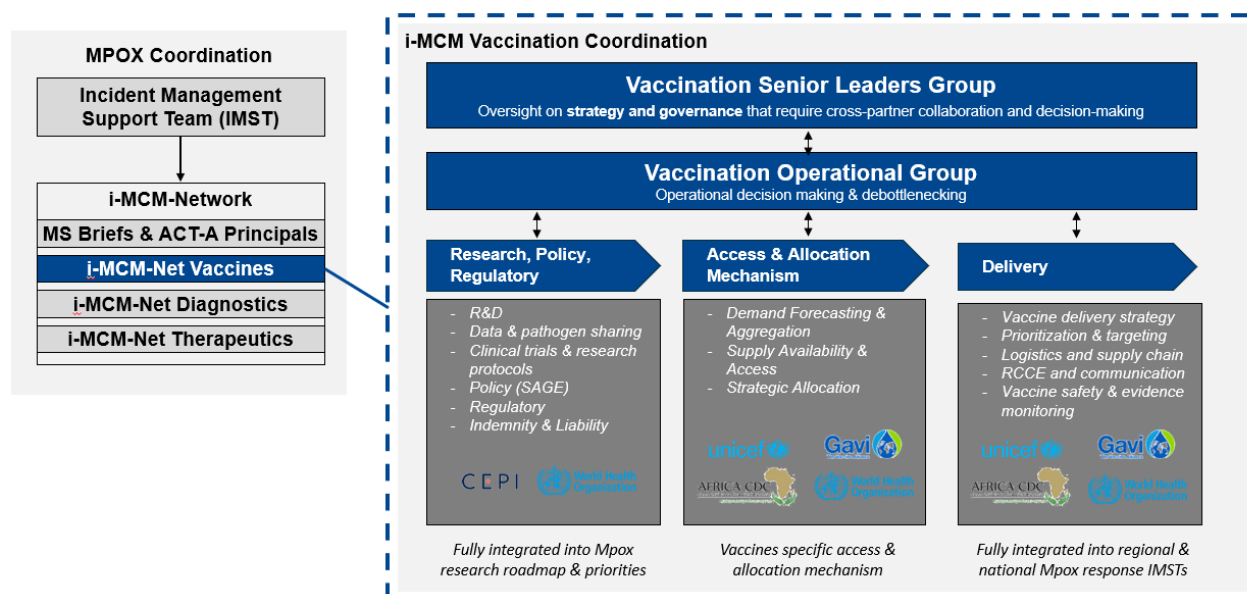 MPOX Coordination
Incident Management
Support Team (IMST)
i-MCM-Network
MS Briefs & ACT-A Principals
i-MCM-Net Vaccines
i-MCM-Net Diagnostics
i-MCM-Net Therapeutics
i-MCM Vaccination Coordination
Vaccination Senior Leaders Group
Oversight on strategy and governance that require cross-partner collaboration and decision-making
Vaccination Operational Group
Operational decision making & debottlenecking
Research, Policy,
Regulatory
- R&D
- Data & pathogen sharing
- Clinical trials & research
protocols
- Policy (SAGE)
- Regulatory
- Indemnity & Liability
CEPI
World Health
Organization
Fully integrated into Mpox
research roadmap & priorities
Access & Allocation
Mechanism
- Demand Forecasting &
Aggregation
- Supply Availability &
Access
- Strategic Allocation
unicef
Gavi
AFRICA CDC
World Health
Organization
Vaccines specific access &
allocation mechanism
Delivery
- Vaccine delivery strategy
- Prioritization & targeting
- Logistics and supply chain
- RCCE and communication
- Vaccine safety & evidence
monitoring
unicef
Gavi
AFRICA CDC
World Health
Organization
Fully integrated into regional &
national Mpox response IMSTs